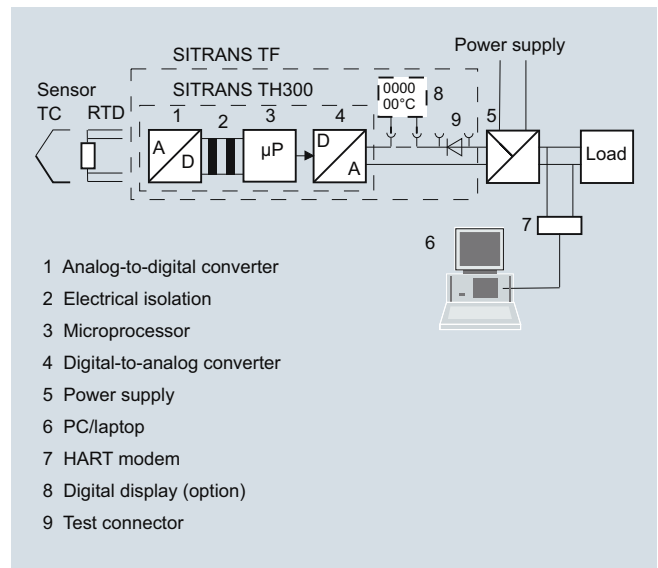 SITRANS TF
Power supply
Sensor
TC RTD
SITRANS TH300
1 2 3 4
0000
00°C
8
9
5
A
D
µP
D
A
Load
7
6
1 Analog-to-digital converter
2 Electrical isolation
3 Microprocessor
4 Digital-to-analog converter
5 Power supply
6 PC/laptop
7 HART modem
8 Digital display (option)
9 Test connector